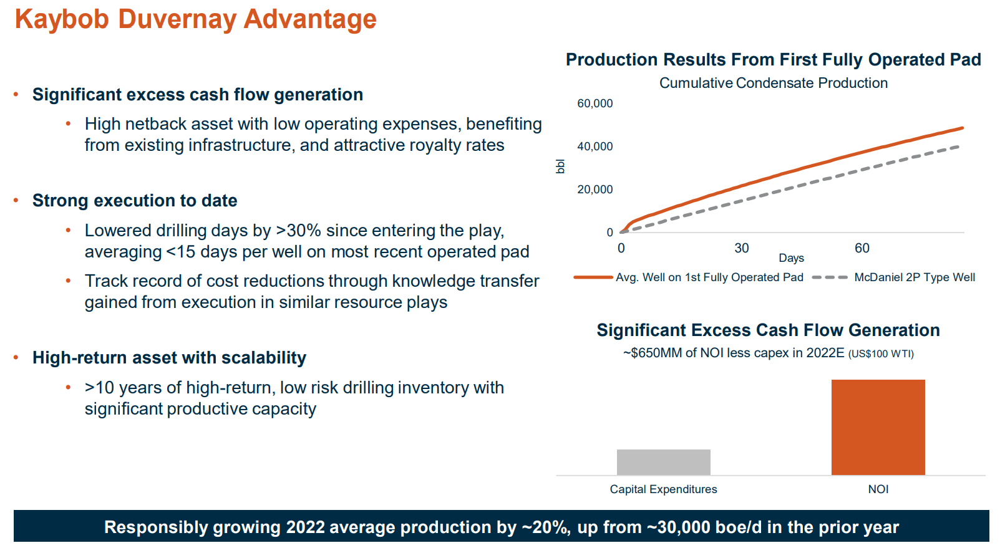 Kaybob Duvernay Advantage
• Significant excess cash flow generation
• High netback asset with low operating expenses, benefiting
from existing infrastructure, and attractive royalty rates
• Strong execution to date
• Lowered drilling days by >30% since entering the play,
averaging <15 days per well on most recent operated pad
• Track record of cost reductions through knowledge transfer
gained from execution in similar resource plays
• High-return asset with scalability
• >10 years of high-return, low risk drilling inventory with
significant productive capacity
Production Results From First Fully Operated Pad
Cumulative Condensate Production
60,000
40,000
20,000
0
bbl
0 30 60
Days
Avg. Well on 1st Fully Operated Pad McDaniel 2P Type Well
Significant Excess Cash Flow Generation
~$650MM of NOI less capex in 2022E (US$100 WTI)
Capital Expenditures NOI
Responsibly growing 2022 average production by ~20%, up from ~30,000 boe/d in the prior year